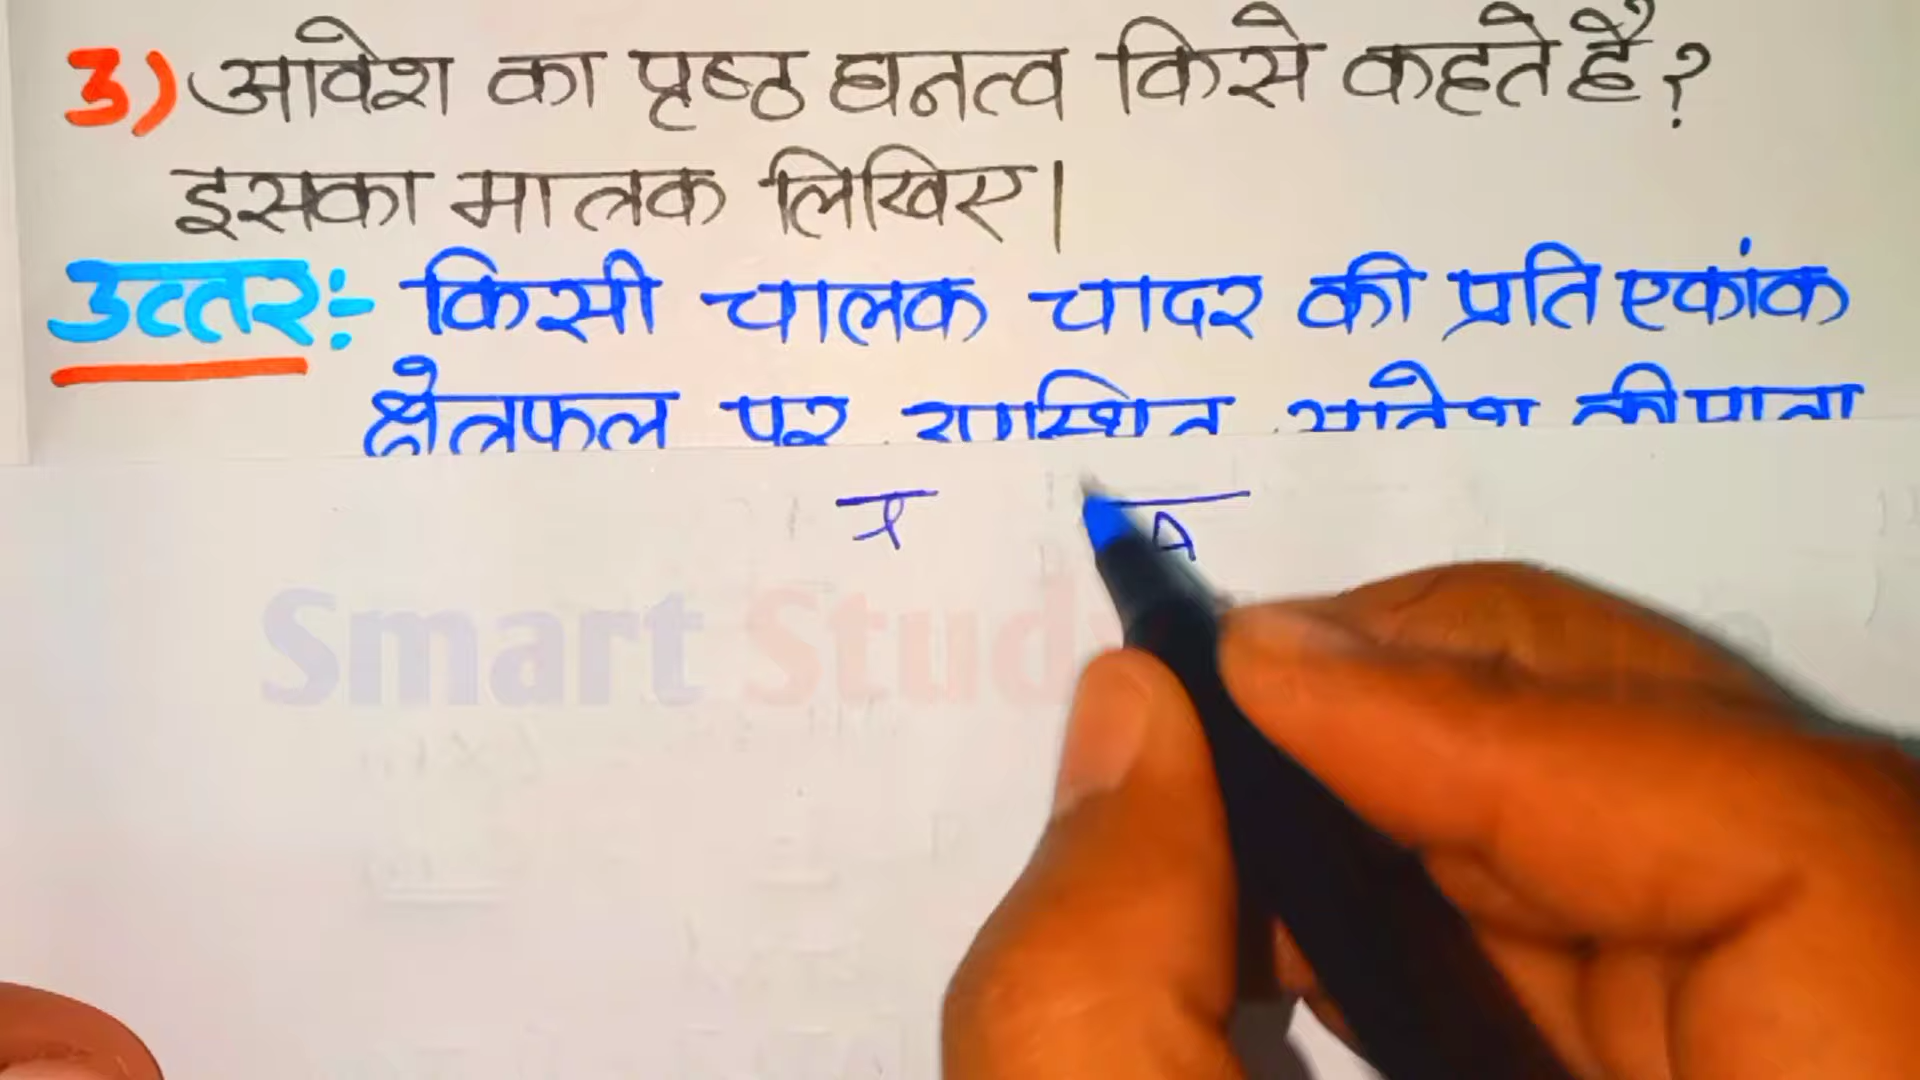 3) आवेश का पृष्ठ घनत्व किसे कहते है?
इसका मात्रक लिखिए।
उत्तर:- किसी चालक चादर की प्रति एकांक
क्षेत्रफल पर
Smart Study